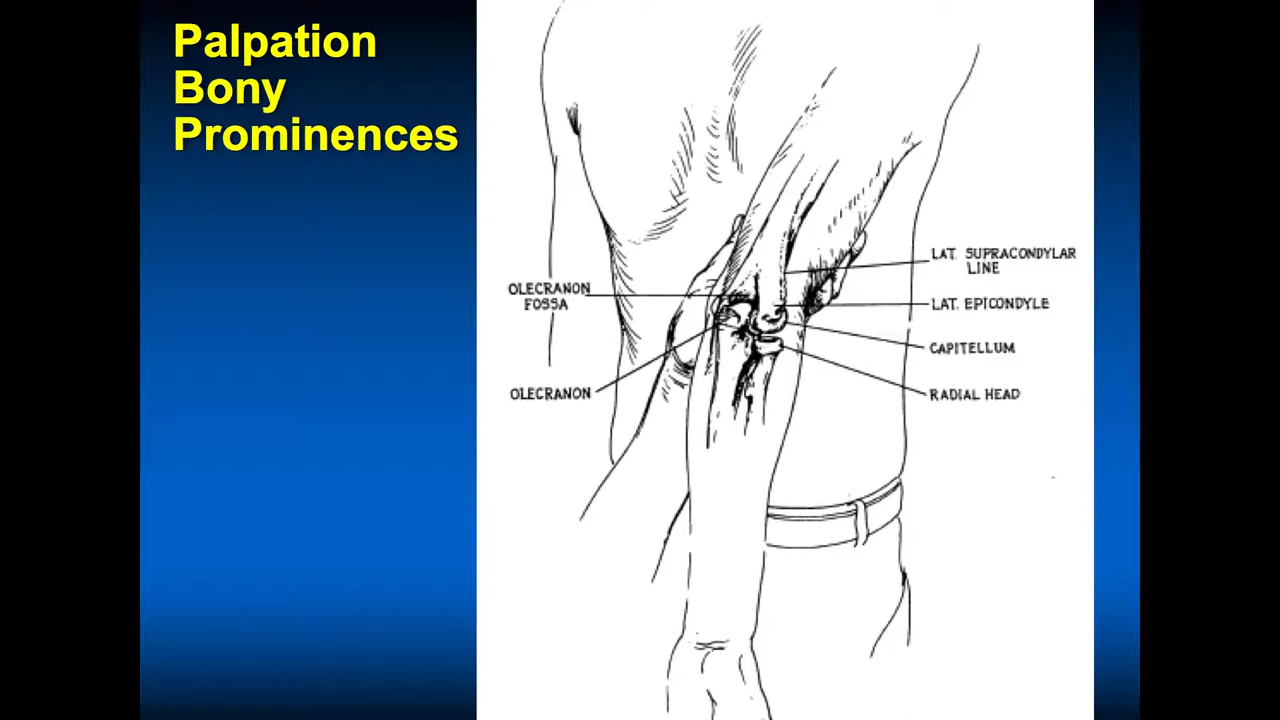 Palpation
Bony
Prominences
LAT. SUPRACONDYLAR
LINE
OLECRANON
FOSSA
LAT. EPICONDYLE
CAPITELLUM
OLECRANON
RADIAL HEAD